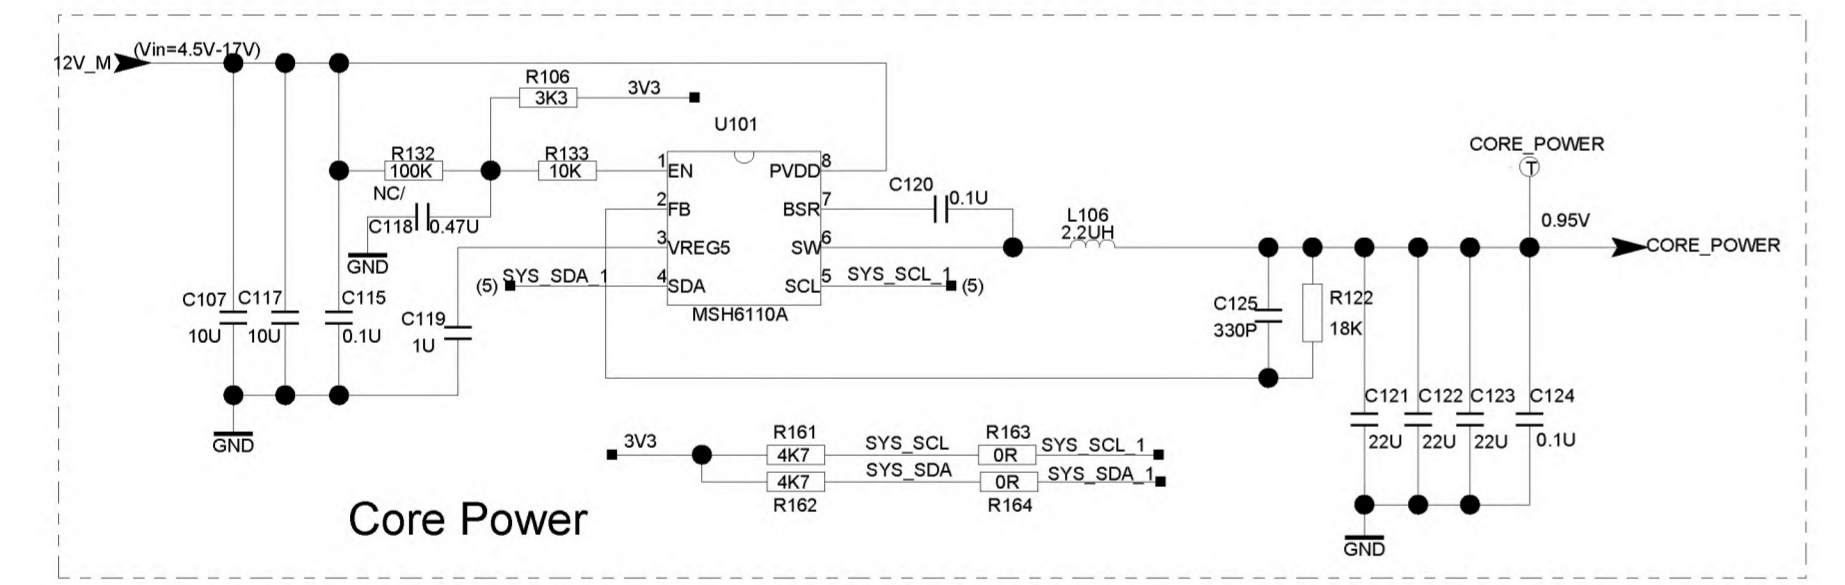 (Vin=4.5V-17V)
12V_M
R106
3K3
3V3
U101
R132
100K
NC/
R133
10K
C118
0.47U
GND
1
EN
2
FB
3
VREG5
4
SDA
8
PVDD
7
BSR
6
SW
5
SCL
MSH6110A
(5)
SYS_SDA_1
SYS_SCL_1
(5)
C120
0.1U
L106
2.2UH
CORE_POWER
T
0.95V
CORE_POWER
C107
10U
C117
10U
C115
0.1U
C119
1U
GND
C125
330P
R122
18K
C121
22U
C122
22U
C123
22U
C124
0.1U
GND
3V3
R161
4K7
SYS_SCL
R163
0R
SYS_SCL_1
4K7
R162
SYS_SDA
0R
R164
SYS_SDA_1
Core Power